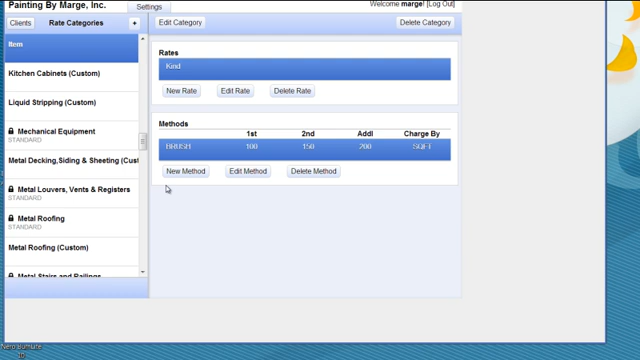 Painting By Marge, Inc.
Settings
Welcome marge! [Log Out]
Clients
Rate Categories
+
Edit Category
Delete Category
Item
Kitchen Cabinets (Custom)
Liquid Stripping (Custom)
Mechanical Equipment
STANDARD
Metal Decking,Siding & Sheeting (Cust
Metal Louvers, Vents & Registers
STANDARD
Metal Roofing
STANDARD
Metal Roofing (Custom)
Metal Stairs and Railings
Rates
Kind
New Rate
Edit Rate
Delete Rate
Methods
1st 2nd Addl Charge By
BRUSH 100 150 200 SQFT
New Method
Edit Method
Delete Method
Nero
10